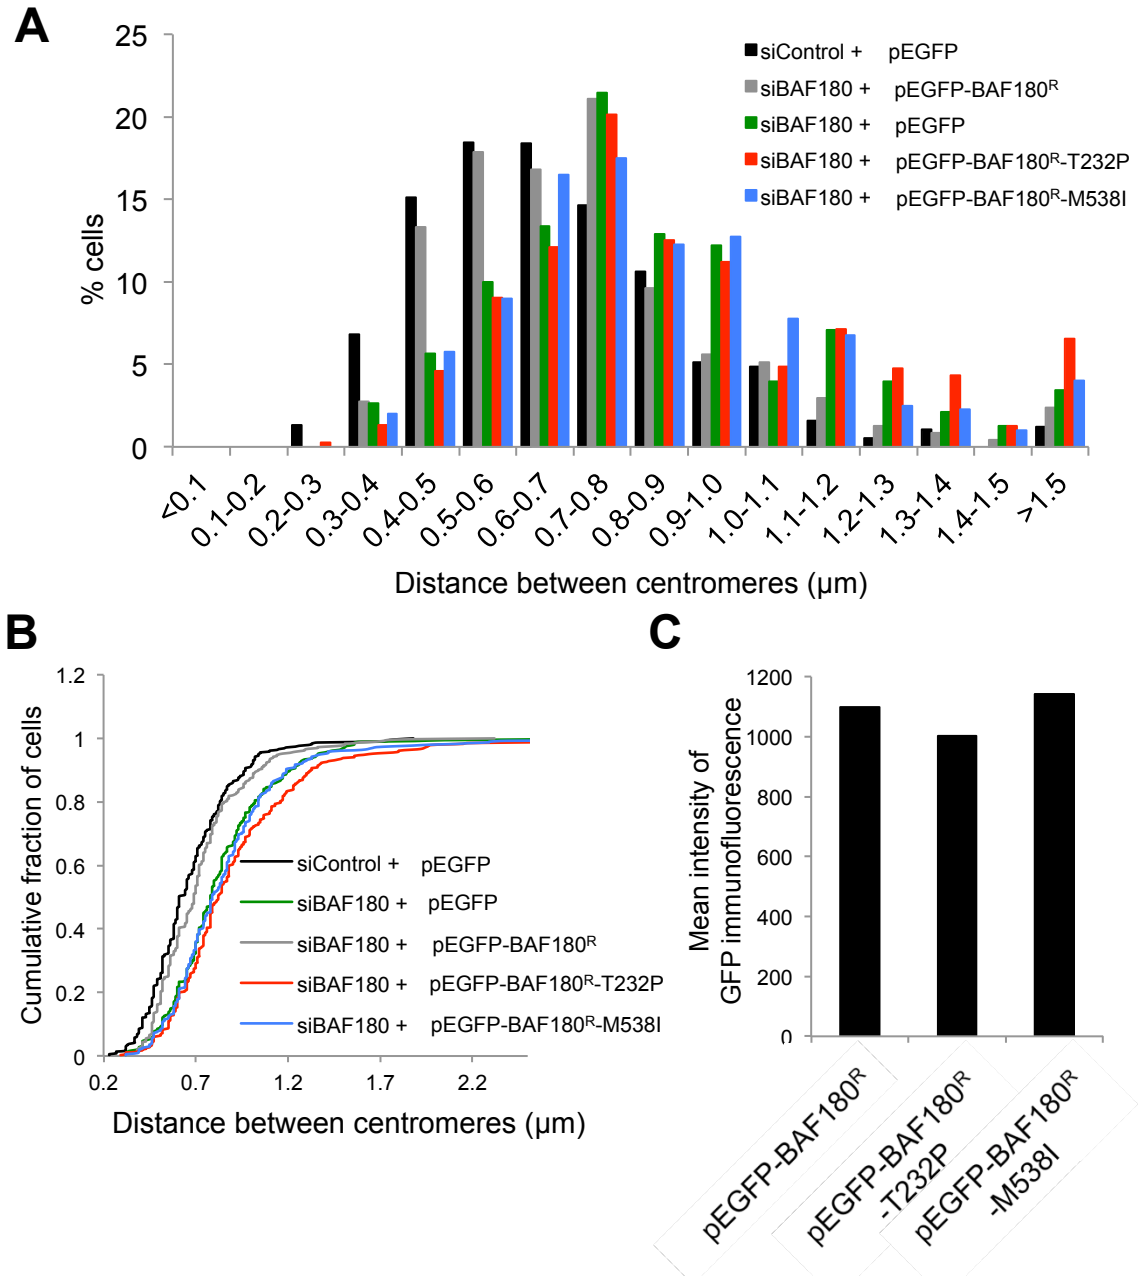 A
25
20
15
10
5
0
% cells
siControl + pEGFP
siBAF180 + pEGFP-BAF180ᴿ
siBAF180 + pEGFP
siBAF180 + pEGFP-BAF180ᴿ-T232P
siBAF180 + pEGFP-BAF180ᴿ-M538I
<0.1
0.1-0.2
0.2-0.3
0.3-0.4
0.4-0.5
0.5-0.6
0.6-0.7
0.7-0.8
0.8-0.9
0.9-1.0
1.0-1.1
1.1-1.2
1.2-1.3
1.3-1.4
1.4-1.5
>1.5
Distance between centromeres (µm)
B
1.2
1
0.8
0.6
0.4
0.2
0
Cumulative fraction of cells
siControl + pEGFP
siBAF180 + pEGFP
siBAF180 + pEGFP-BAF180ᴿ
siBAF180 + pEGFP-BAF180ᴿ-T232P
siBAF180 + pEGFP-BAF180ᴿ-M538I
0.2 0.7 1.2 1.7 2.2
Distance between centromeres (µm)
C
1200
1000
800
600
400
200
0
Mean intensity of
GFP immunofluorescence
pEGFP-BAF180ᴿ
pEGFP-BAF180ᴿ
-T232P
pEGFP-BAF180ᴿ
-M538I